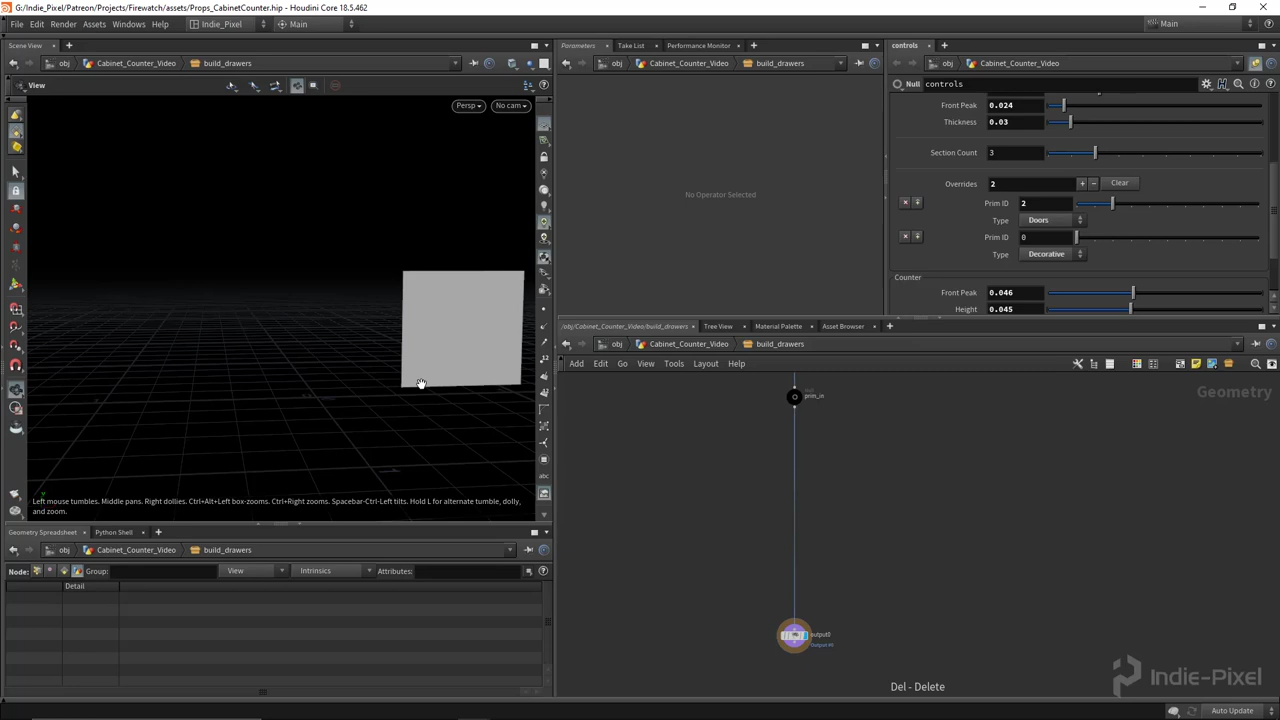 G:/Indie_Pixel/Patreon/Projects/Firewatch/assets/Props_CabinetCounter.hip - Houdini Core 18.5.462
File Edit Render Assets Windows Help Indie_Pixel Main Main
Scene View
obj Cabinet_Counter_Video build_drawers
View
Persp No cam
Left mouse tumbles. Middle pans. Right dollies. Ctrl+Alt+Left box-zooms. Ctrl+Right zooms. Spacebar-Ctrl-Left tilts. Hold L for alternate tumble, dolly,
and zoom.
Geometry Spreadsheet Python Shell
obj Cabinet_Counter_Video build_drawers
Node: Group: View Intrinsics Attributes:
Detail
Parameters Take List Performance Monitor
obj Cabinet_Counter_Video build_drawers
No Operator Selected
controls
obj Cabinet_Counter_Video
Null controls
Front Peak 0.024
Thickness 0.03
Section Count 3
Overrides 2 Clear
Prim ID 2
Type Doors
Prim ID 0
Type Decorative
Counter
Front Peak 0.046
Height 0.045
/obj/Cabinet_Counter_Video/build_drawers Tree View Material Palette Asset Browser
obj Cabinet_Counter_Video build_drawers
Add Edit Go View Tools Layout Help
Geometry
prim_in
output0
Output #0
Del - Delete
Indie-Pixel
Auto Update